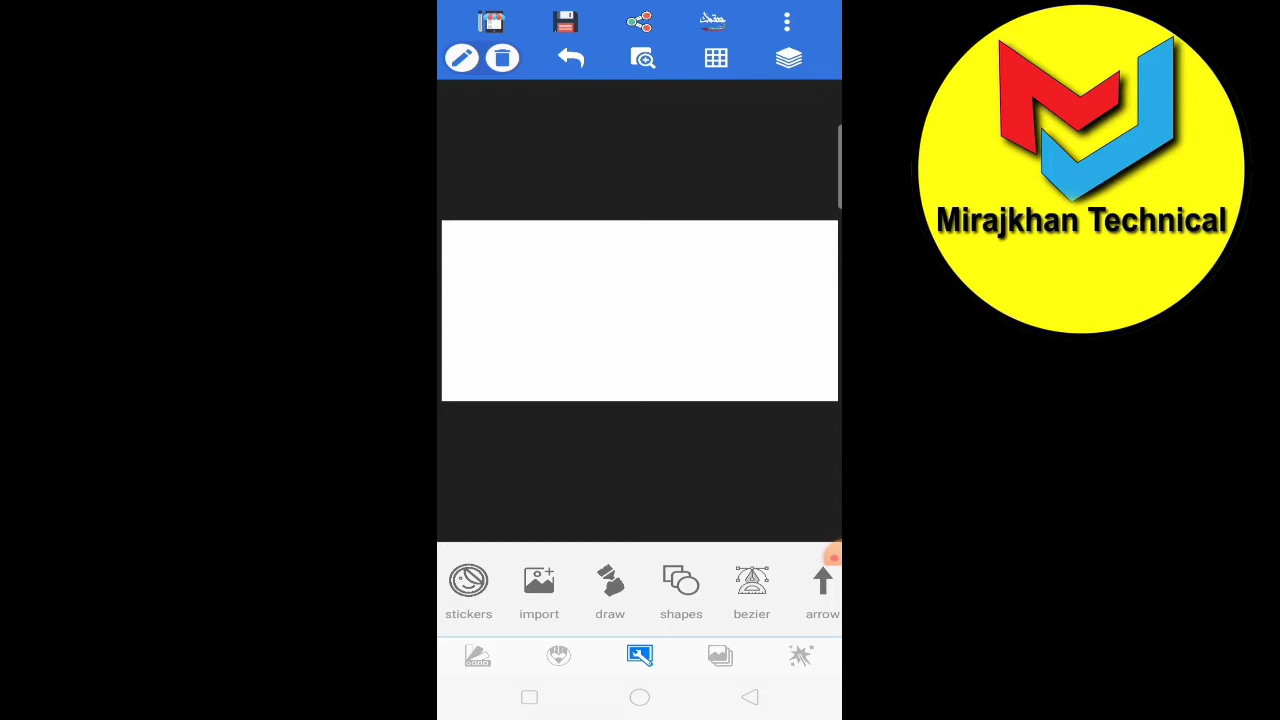 Mirajkhan Technical
stickers
import
draw
shapes
bezier
arrow